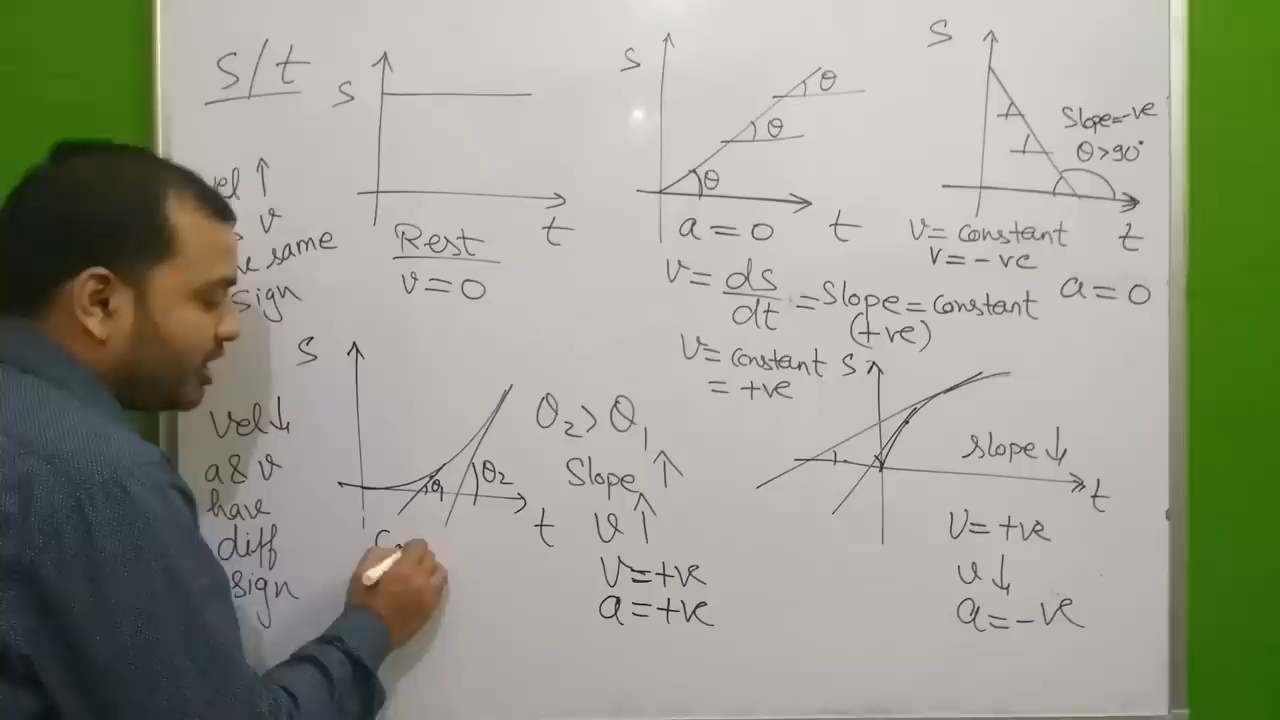 S/t
S
t
Rest
v=0
S
θ
θ
θ
a=0
t
v=ds/dt=Slope=constant
(+ve)
v=constant
=+ve
S
Slope=-ve
θ>90°
v=constant
t
v=-ve
a=0
vel ↑
v
same
sign
vel↓
a & v
have
diff
sign
S
θ1
θ2
t
θ2>θ1
Slope ↑
v↑
v=+ve
a=+ve
S
slope↓
t
v=+ve
v↓
a=-ve